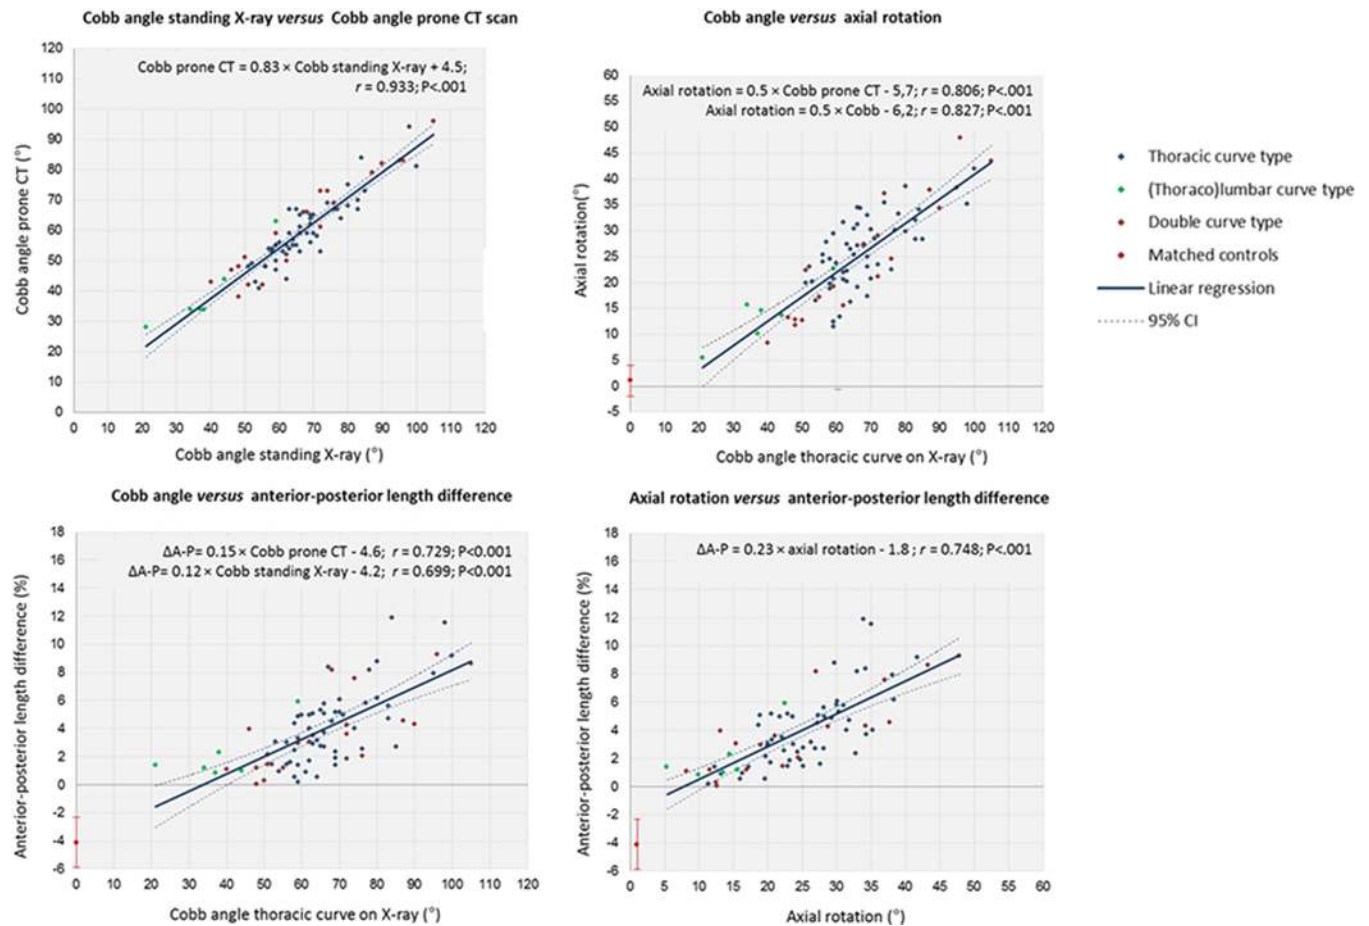 Cobb angle standing X-ray versus Cobb angle prone CT scan
Cobb prone CT = 0.83 × Cobb standing X-ray + 4.5;
r = 0.933; P<.001
Cobb angle prone CT (°)
120
110
100
90
80
70
60
50
40
30
20
10
0
0 10 20 30 40 50 60 70 80 90 100 110 120
Cobb angle standing X-ray (°)
Cobb angle versus axial rotation
Axial rotation = 0.5 × Cobb prone CT - 5,7; r = 0.806; P<.001
Axial rotation = 0.5 × Cobb - 6,2; r = 0.827; P<.001
Axial rotation(°)
60
55
50
45
40
35
30
25
20
15
10
5
0
-5
0 10 20 30 40 50 60 70 80 90 100 110 120
Cobb angle thoracic curve on X-ray (°)
Thoracic curve type
(Thoraco)lumbar curve type
Double curve type
Matched controls
Linear regression
95% CI
Cobb angle versus anterior-posterior length difference
ΔA-P= 0.15 × Cobb prone CT - 4.6; r = 0.729; P<0.001
ΔA-P= 0.12 × Cobb standing X-ray - 4.2; r = 0.699; P<0.001
Anterior-posterior length difference (%)
18
16
14
12
10
8
6
4
2
0
-2
-4
-6
0 10 20 30 40 50 60 70 80 90 100 110 120
Cobb angle thoracic curve on X-ray (°)
Axial rotation versus anterior-posterior length difference
ΔA-P = 0.23 × axial rotation - 1.8 ; r = 0.748; P<.001
Anterior-posterior length difference (%)
18
16
14
12
10
8
6
4
2
0
-2
-4
-6
0 5 10 15 20 25 30 35 40 45 50 55 60
Axial rotation (°)